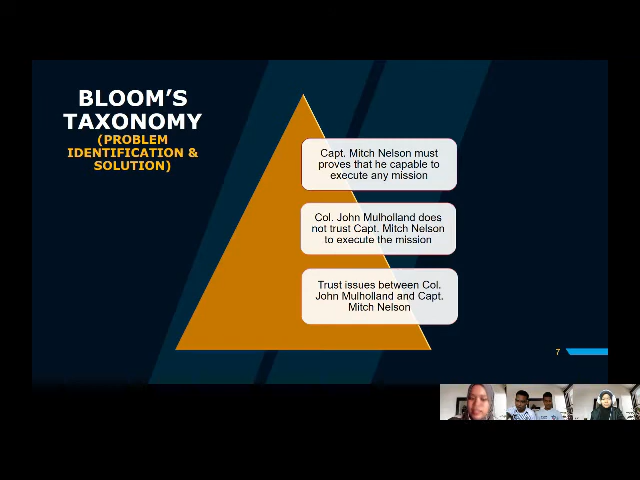 BLOOM'S
TAXONOMY
(PROBLEM
IDENTIFICATION &
SOLUTION)
Capt. Mitch Nelson must
proves that he capable to
execute any mission
Col. John Mulholland does
not trust Capt. Mitch Nelson
to execute the mission
Trust issues between Col.
John Mulholland and Capt.
Mitch Nelson
7